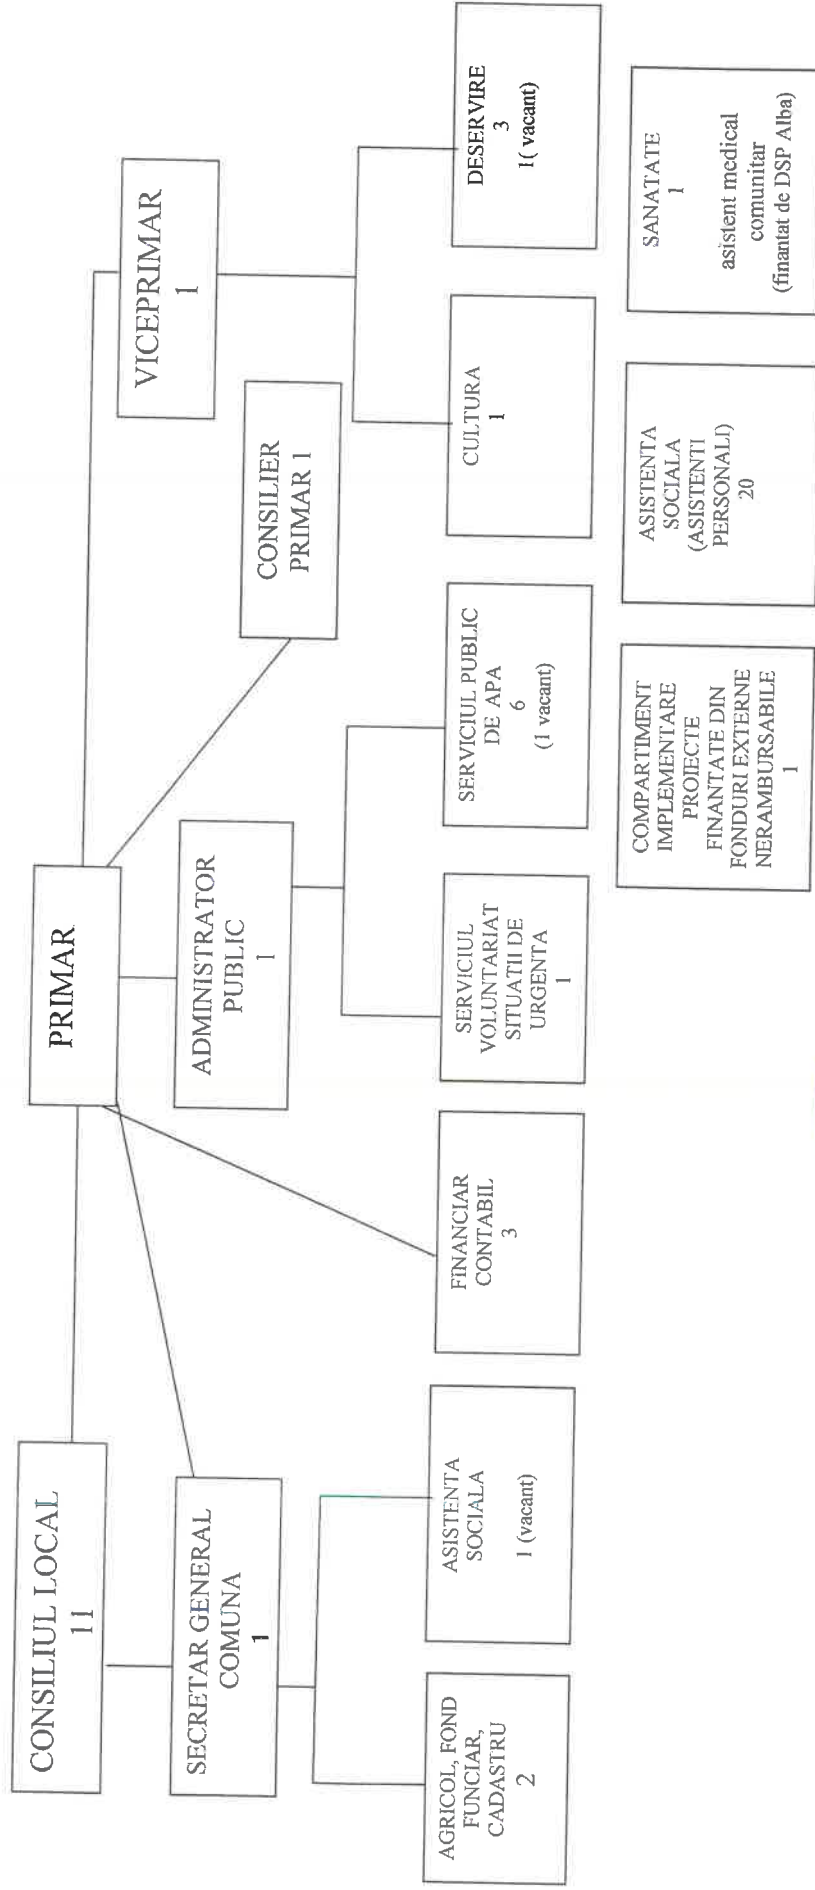 PRIMAR
CONSILIUL LOCAL
11
VICEPRIMAR
1
SECRETAR GENERAL
COMUNA
1
ADMINISTRATOR
PUBLIC
1
CONSILIER
PRIMAR 1
AGRICOL, FOND
FUNCIAR,
CADASTRU
2
ASISTENTA
SOCIALA
1 (vacant)
FINANCIAR
CONTABIL
3
SERVICIUL
VOLUNTARIAT
SITUATII DE
URGENTA
1
SERVICIUL PUBLIC
DE APA
6
(1 vacant)
CULTURA
1
DESERVIRE
3
1( vacant)
COMPARTIMENT
IMPLEMENTARE
PROIECTE
FINANTATE DIN
FONDURI EXTERNE
NERAMBURSABILE
1
ASISTENTA
SOCIALA
(ASISTENTI
PERSONALI)
20
SANATATE
1
asistent medical
comunitar
(finantat de DSP Alba)